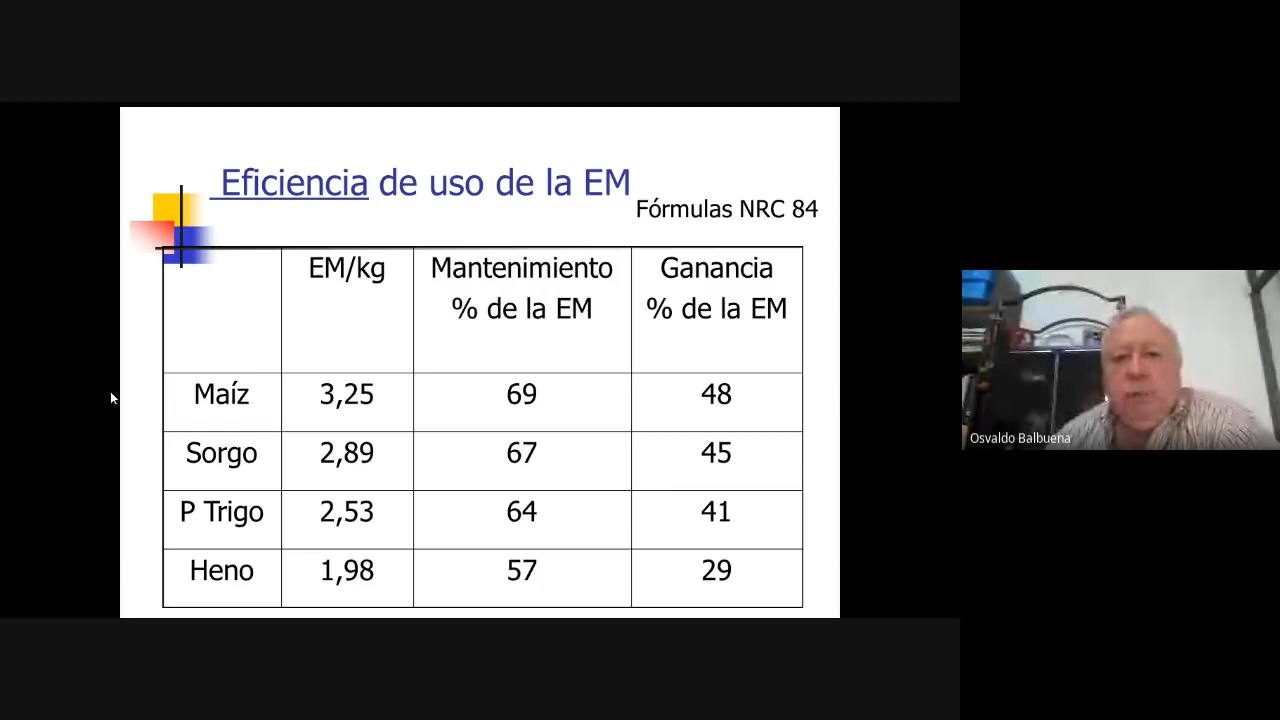 Eficiencia de uso de la EM
Fórmulas NRC 84
EM/kg Mantenimiento Ganancia
% de la EM % de la EM
Maíz 3,25 69 48
Sorgo 2,89 67 45
P Trigo 2,53 64 41
Heno 1,98 57 29
Osvaldo Balbuena